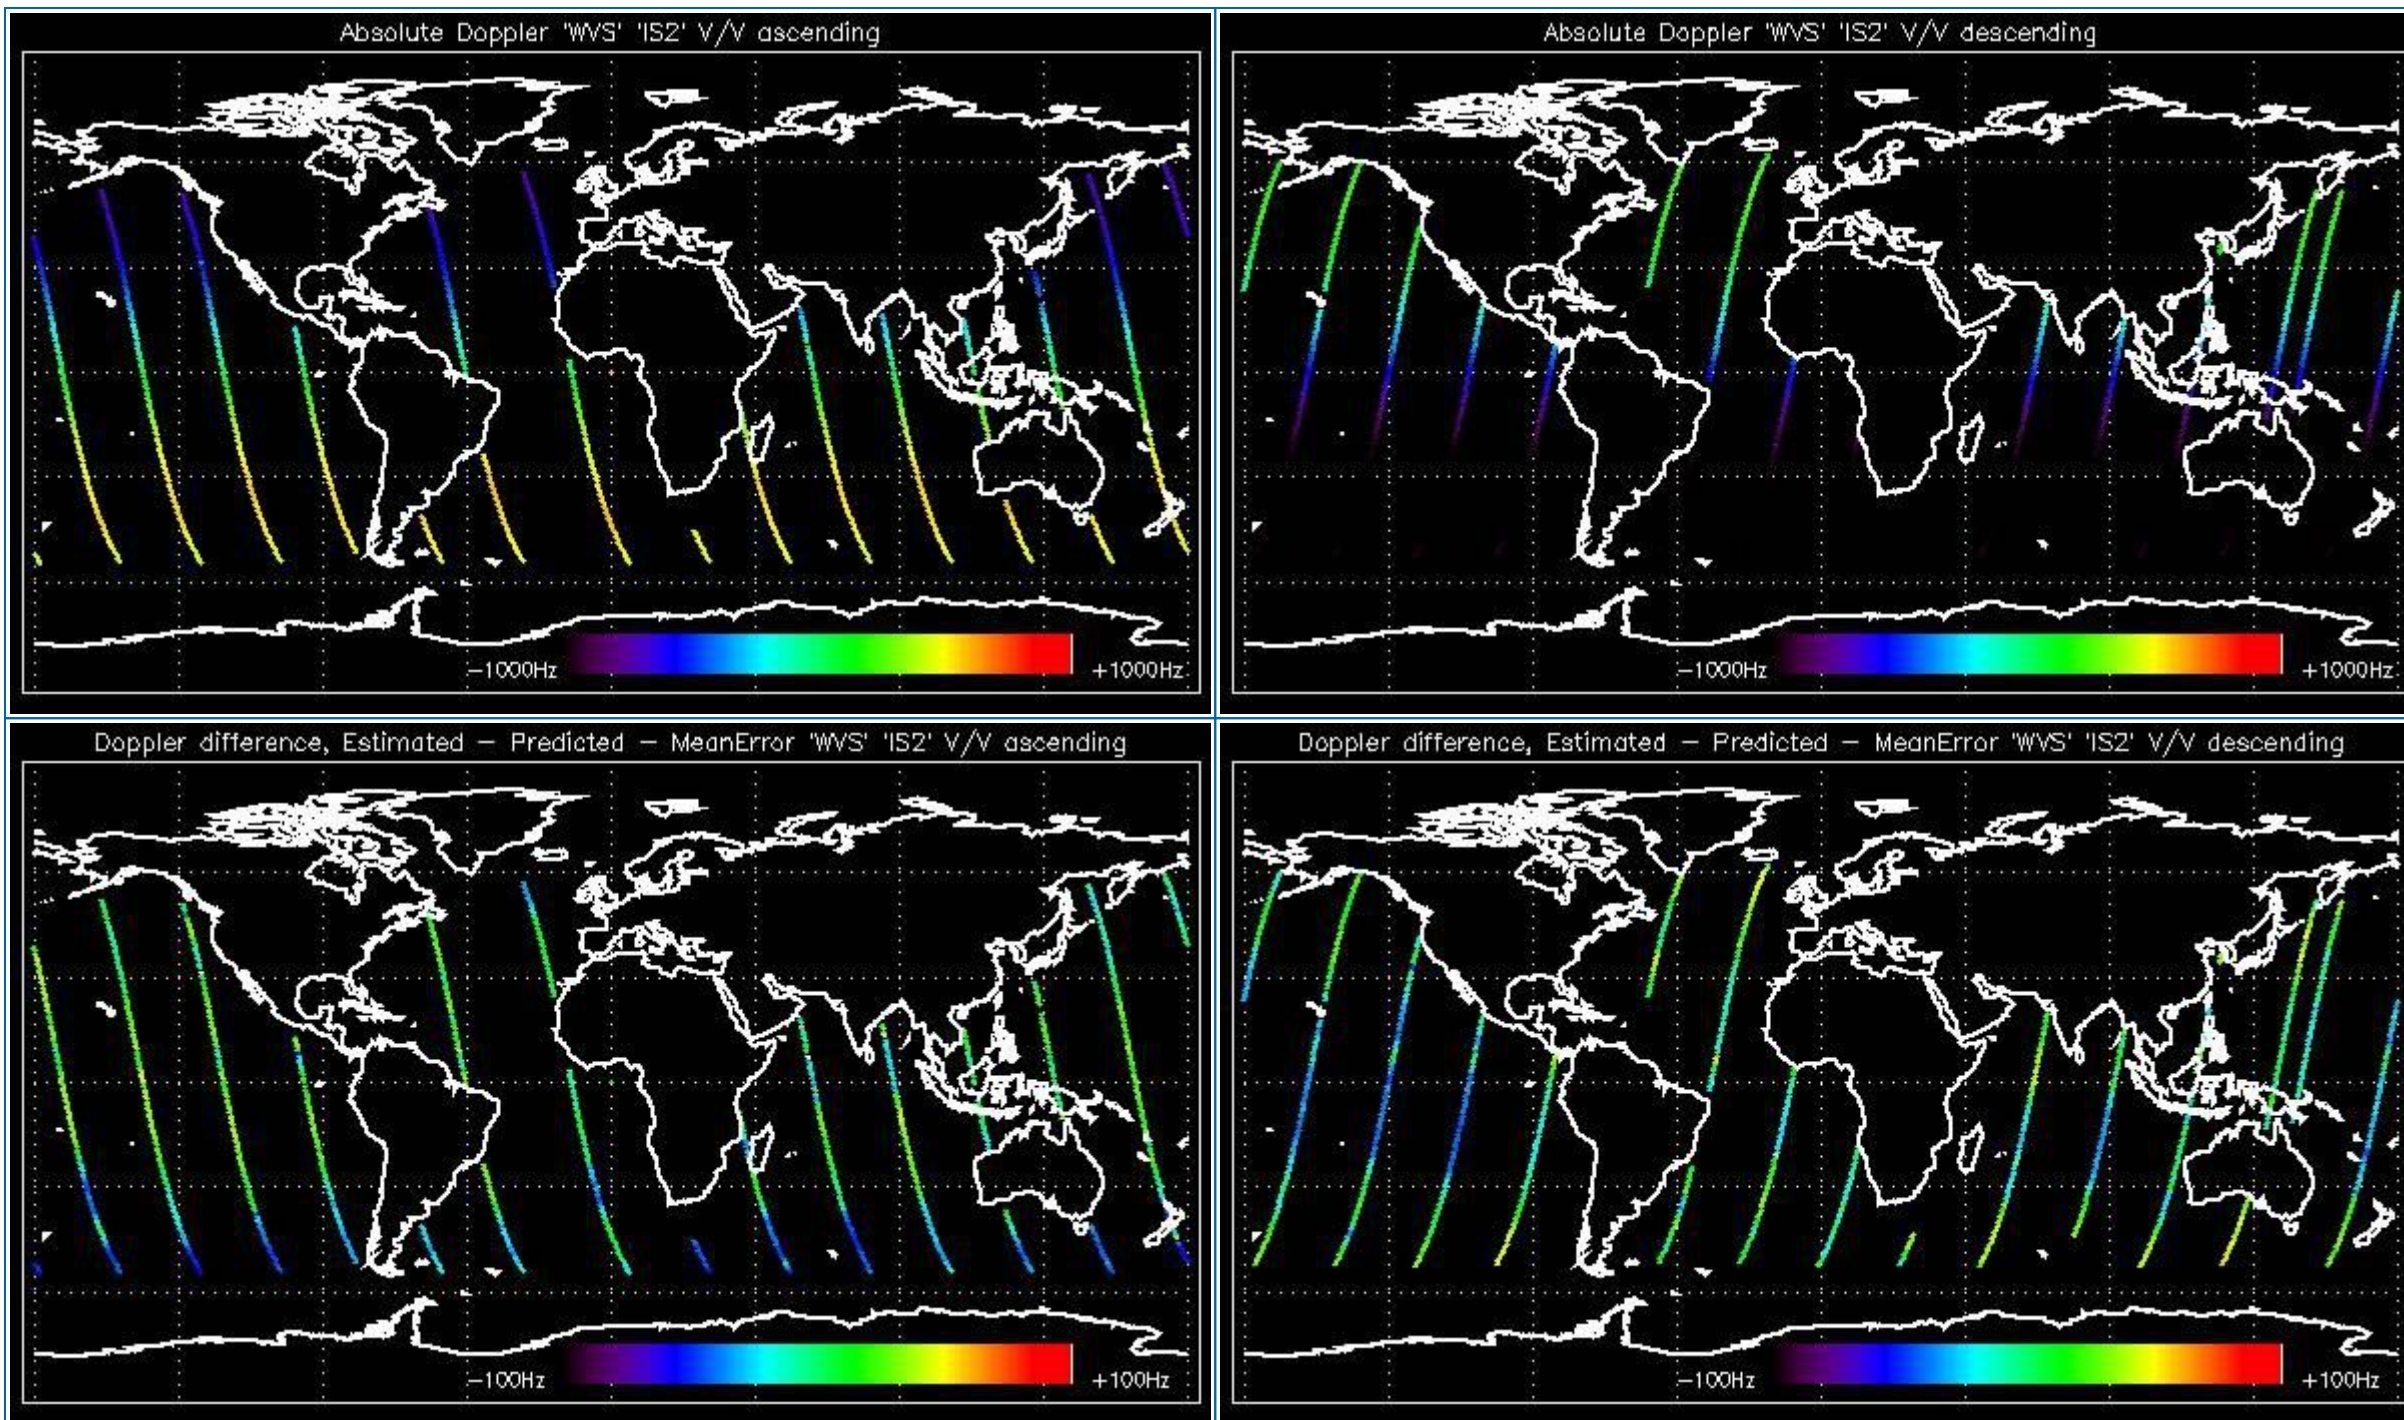 Absolute Doppler 'WVS' 'IS2' V/V ascending
−1000Hz
+1000Hz
Absolute Doppler 'WVS' 'IS2' V/V descending
−1000Hz
+1000Hz
Doppler difference, Estimated − Predicted − MeanError 'WVS' 'IS2' V/V ascending
−100Hz
+100Hz
Doppler difference, Estimated − Predicted − MeanError 'WVS' 'IS2' V/V descending
−100Hz
+100Hz